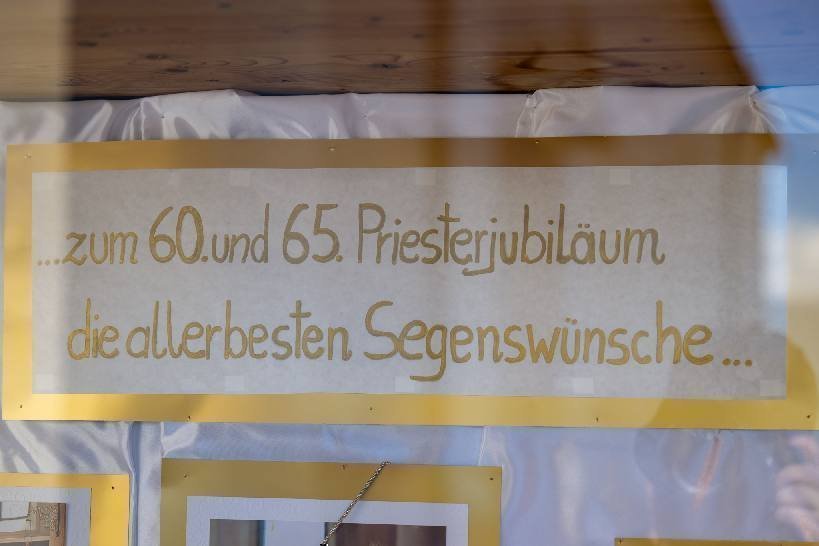 ...zum 60. und 65. Priesterjubiläum
die allerbesten Segenswünsche...